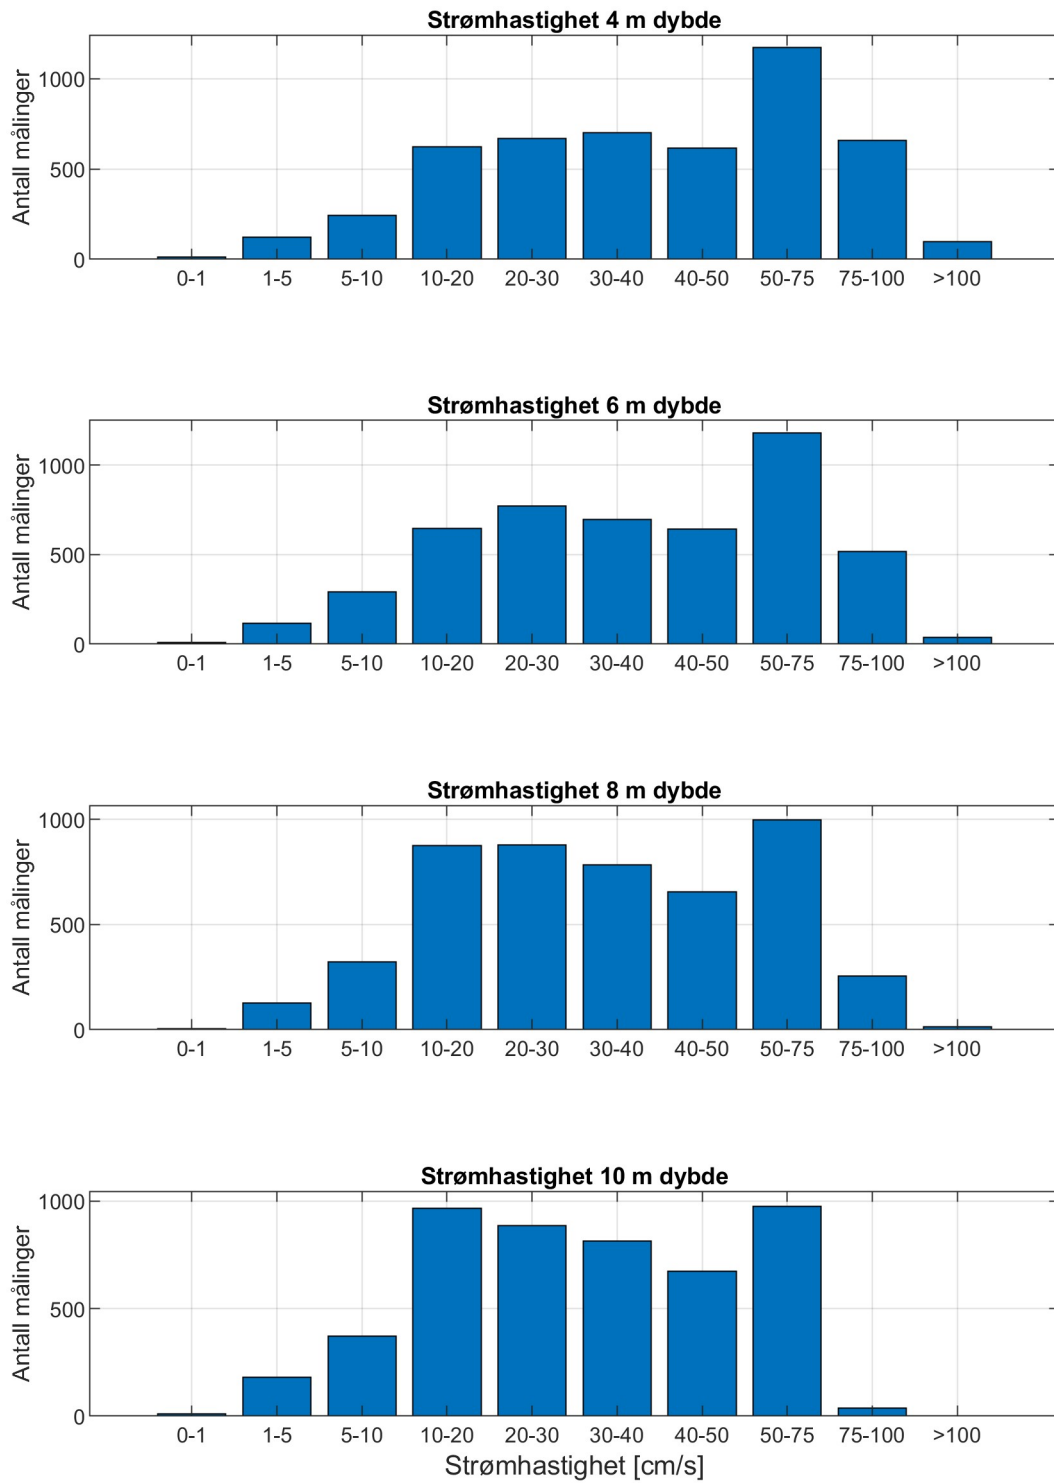 Strømhastighet 4 m dybde
Antall målinger
1000
500
0
0-1 1-5 5-10 10-20 20-30 30-40 40-50 50-75 75-100 >100
Strømhastighet 6 m dybde
Antall målinger
1000
500
0
0-1 1-5 5-10 10-20 20-30 30-40 40-50 50-75 75-100 >100
Strømhastighet 8 m dybde
Antall målinger
1000
500
0
0-1 1-5 5-10 10-20 20-30 30-40 40-50 50-75 75-100 >100
Strømhastighet 10 m dybde
Antall målinger
1000
500
0
0-1 1-5 5-10 10-20 20-30 30-40 40-50 50-75 75-100 >100
Strømhastighet [cm/s]